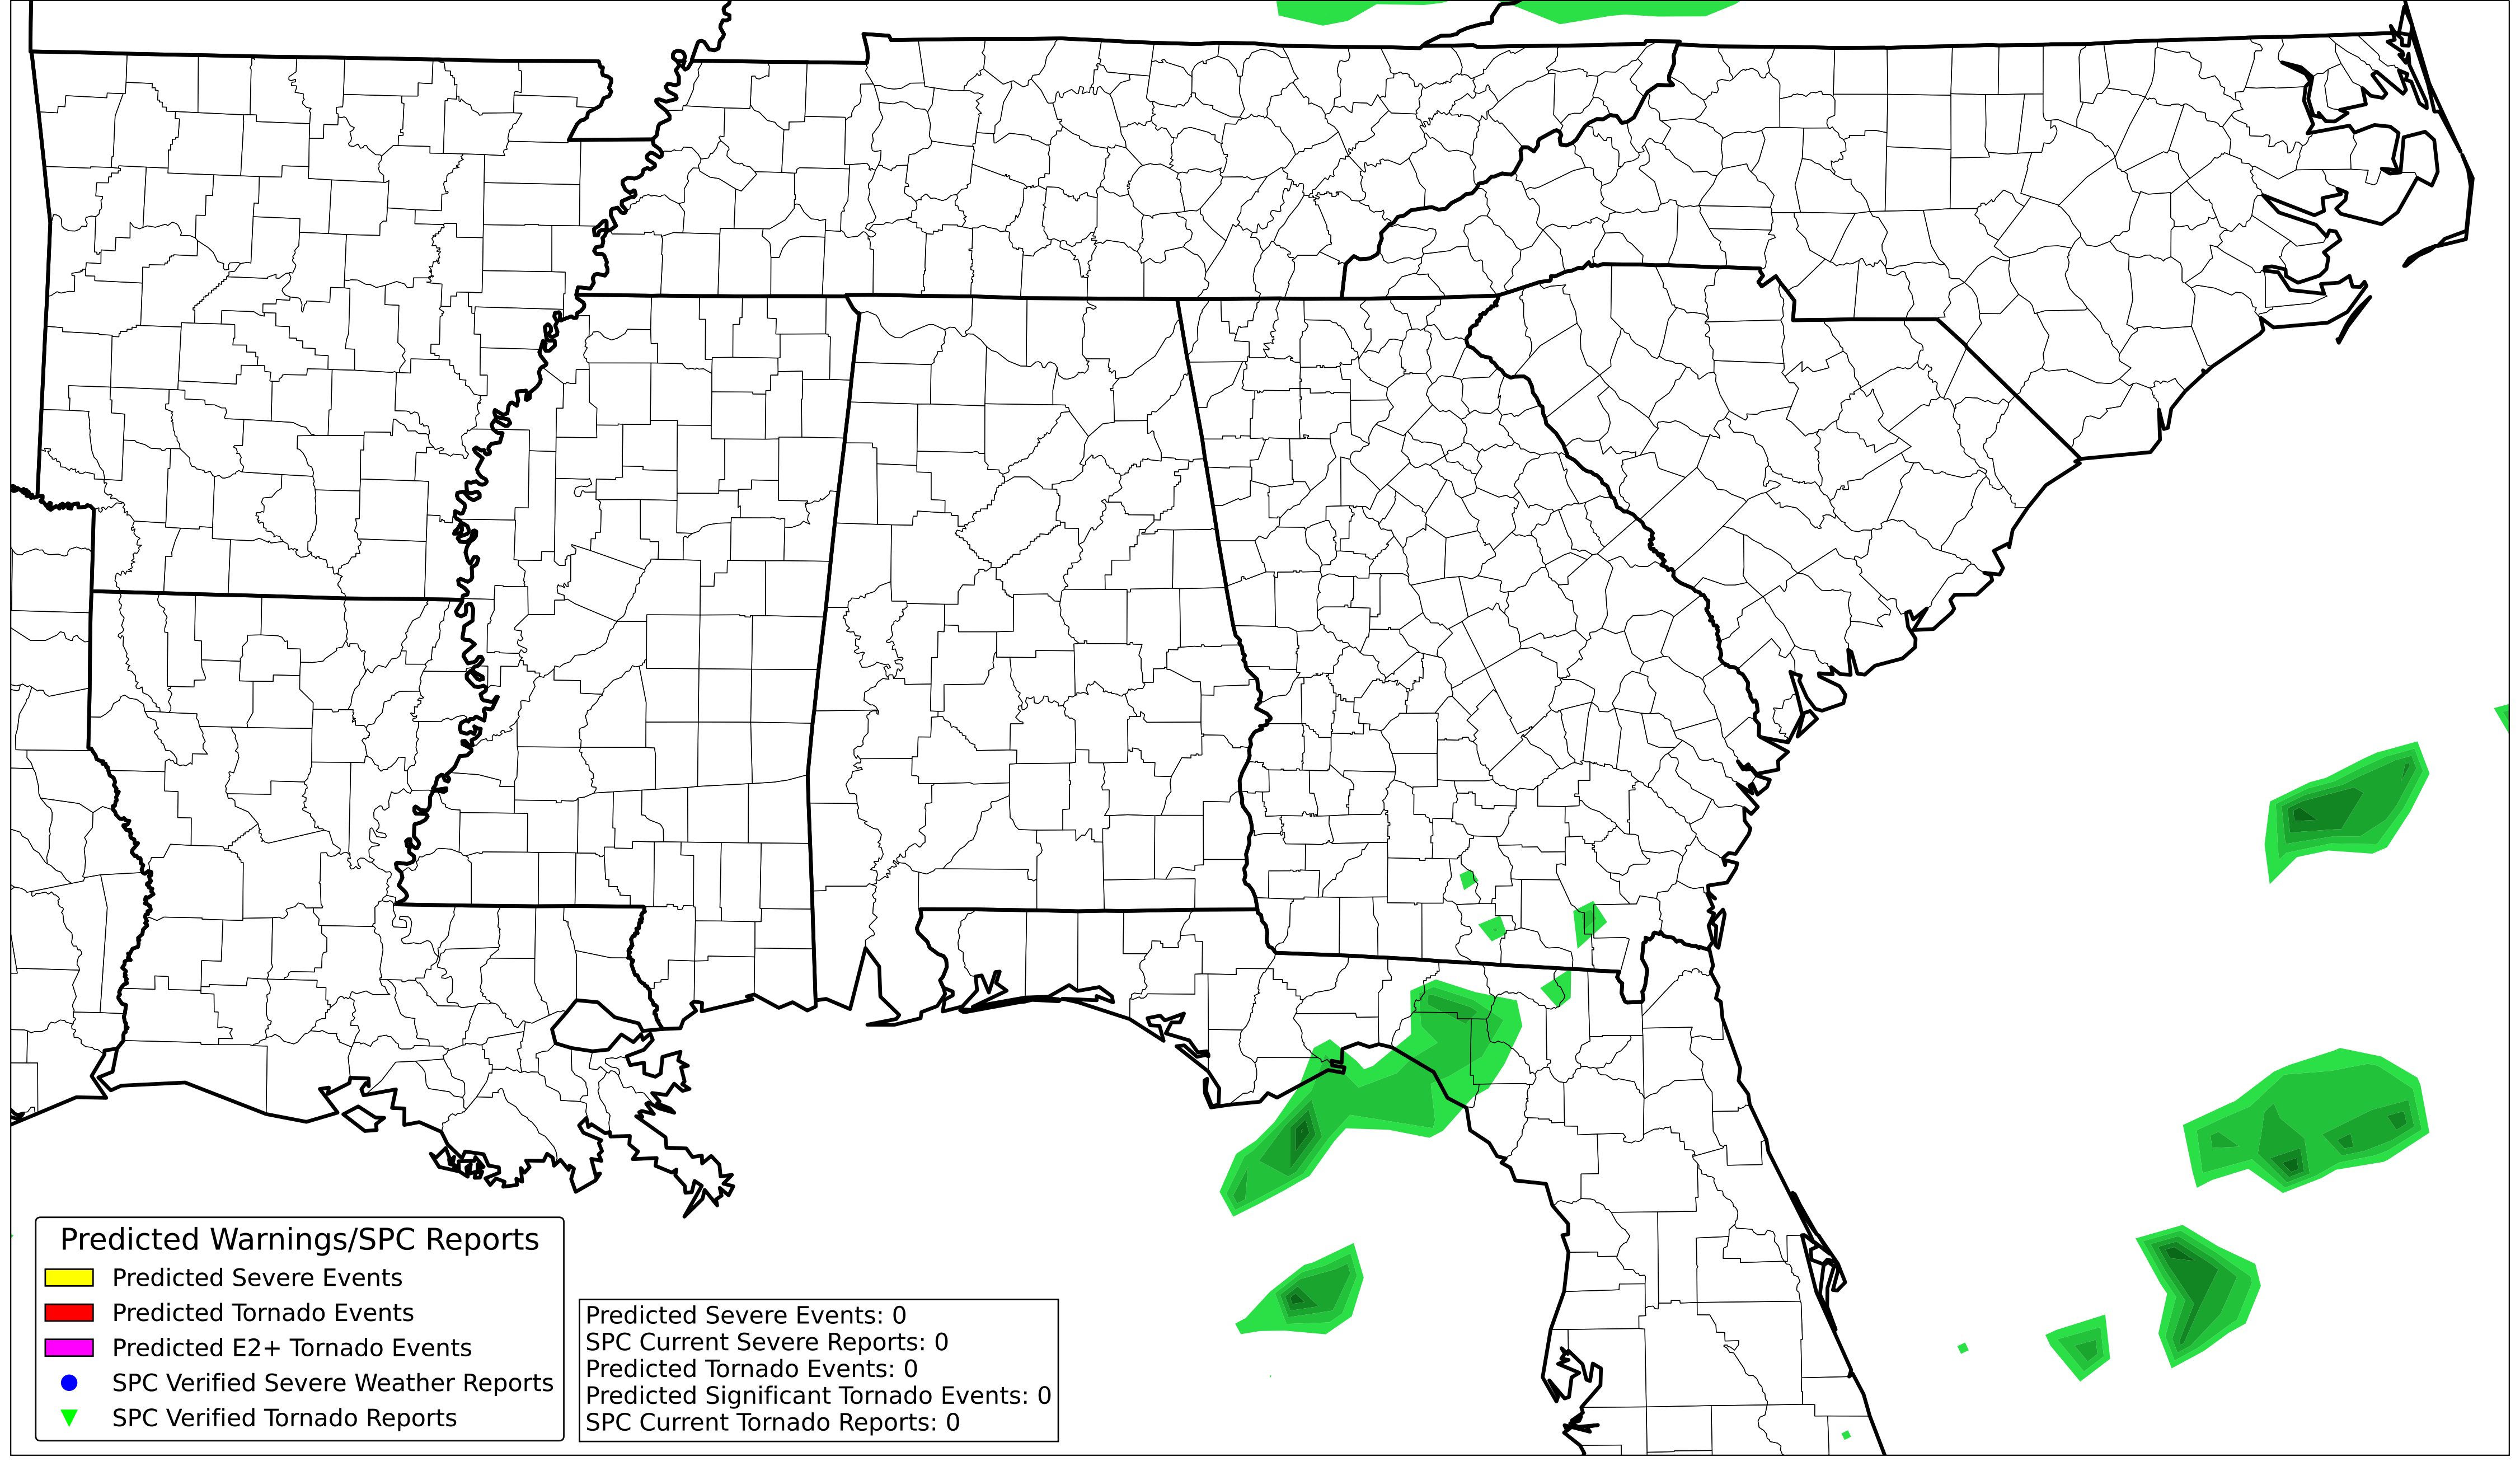 Predicted Warnings/SPC Reports
Predicted Severe Events
Predicted Tornado Events
Predicted E2+ Tornado Events
SPC Verified Severe Weather Reports
SPC Verified Tornado Reports
Predicted Severe Events: 0
SPC Current Severe Reports: 0
Predicted Tornado Events: 0
Predicted Significant Tornado Events: 0
SPC Current Tornado Reports: 0